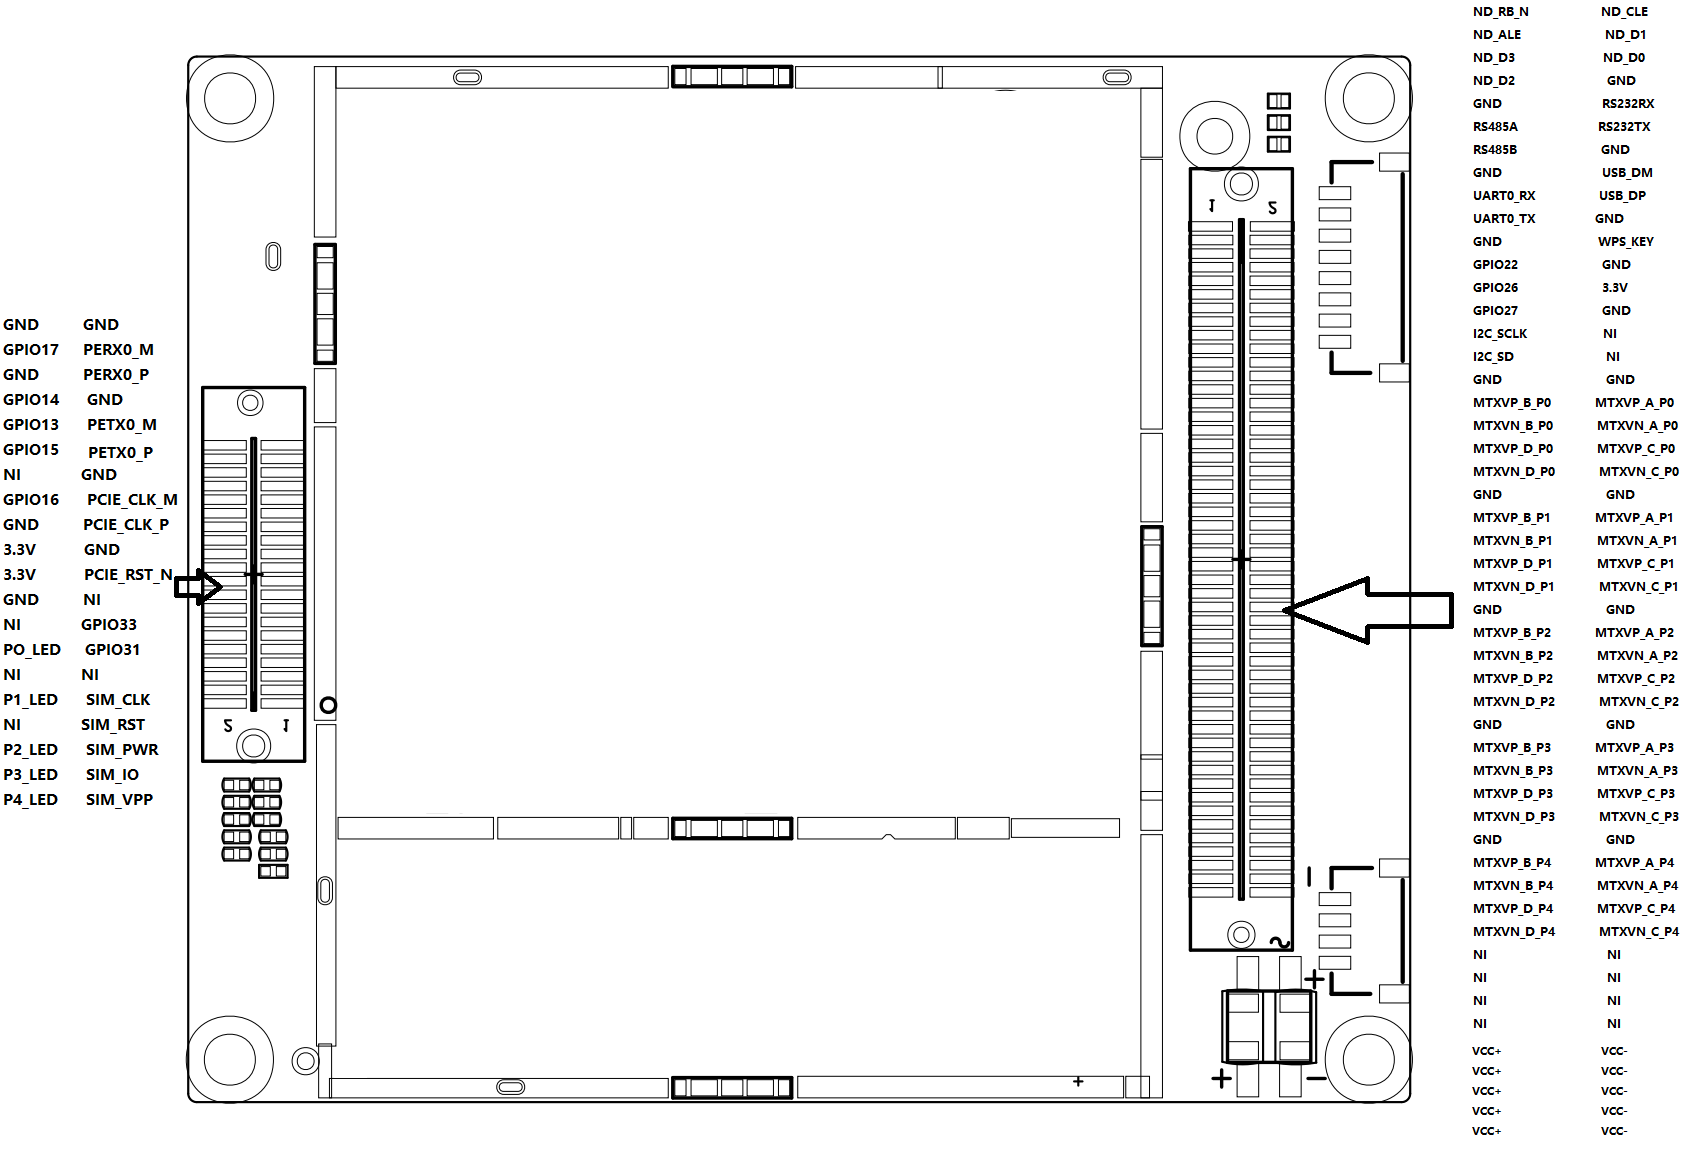 GND GND
GPIO17 PERX0_M
GND PERX0_P
GPIO14 GND
GPIO13 PETX0_M
GPIO15 PETX0_P
NI GND
GPIO16 PCIE_CLK_M
GND PCIE_CLK_P
3.3V GND
3.3V PCIE_RST_N
GND NI
NI GPIO33
PO_LED GPIO31
NI NI
P1_LED SIM_CLK
NI SIM_RST
P2_LED SIM_PWR
P3_LED SIM_IO
P4_LED SIM_VPP
2 1
1 2
+
+ −
+
ND_RB_N ND_CLE
ND_ALE ND_D1
ND_D3 ND_D0
ND_D2 GND
GND RS232RX
RS485A RS232TX
RS485B GND
GND USB_DM
UART0_RX USB_DP
UART0_TX GND
GND WPS_KEY
GPIO22 GND
GPIO26 3.3V
GPIO27 GND
I2C_SCLK NI
I2C_SD NI
GND GND
MTXVP_B_P0 MTXVP_A_P0
MTXVN_B_P0 MTXVN_A_P0
MTXVP_D_P0 MTXVP_C_P0
MTXVN_D_P0 MTXVN_C_P0
GND GND
MTXVP_B_P1 MTXVP_A_P1
MTXVN_B_P1 MTXVN_A_P1
MTXVP_D_P1 MTXVP_C_P1
MTXVN_D_P1 MTXVN_C_P1
GND GND
MTXVP_B_P2 MTXVP_A_P2
MTXVN_B_P2 MTXVN_A_P2
MTXVP_D_P2 MTXVP_C_P2
MTXVN_D_P2 MTXVN_C_P2
GND GND
MTXVP_B_P3 MTXVP_A_P3
MTXVN_B_P3 MTXVN_A_P3
MTXVP_D_P3 MTXVP_C_P3
MTXVN_D_P3 MTXVN_C_P3
GND GND
MTXVP_B_P4 MTXVP_A_P4
MTXVN_B_P4 MTXVN_A_P4
MTXVP_D_P4 MTXVP_C_P4
MTXVN_D_P4 MTXVN_C_P4
NI NI
NI NI
NI NI
NI NI
VCC+ VCC-
VCC+ VCC-
VCC+ VCC-
VCC+ VCC-
VCC+ VCC-